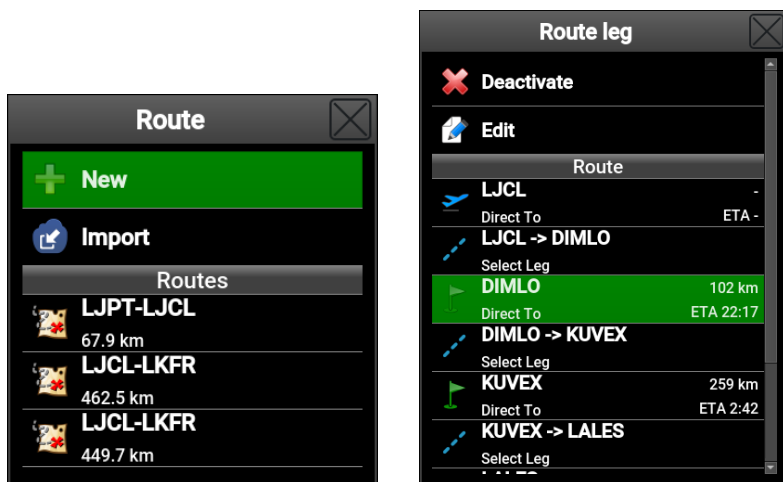 Route
New
Import
Routes
LJPT-LJCL
67.9 km
LJCL-LKFR
462.5 km
LJCL-LKFR
449.7 km
Route leg
Deactivate
Edit
Route
LJCL -
Direct To ETA -
LJCL -> DIMLO
Select Leg
DIMLO 102 km
Direct To ETA 22:17
DIMLO -> KUVEX
Select Leg
KUVEX 259 km
Direct To ETA 2:42
KUVEX -> LALES
Select Leg